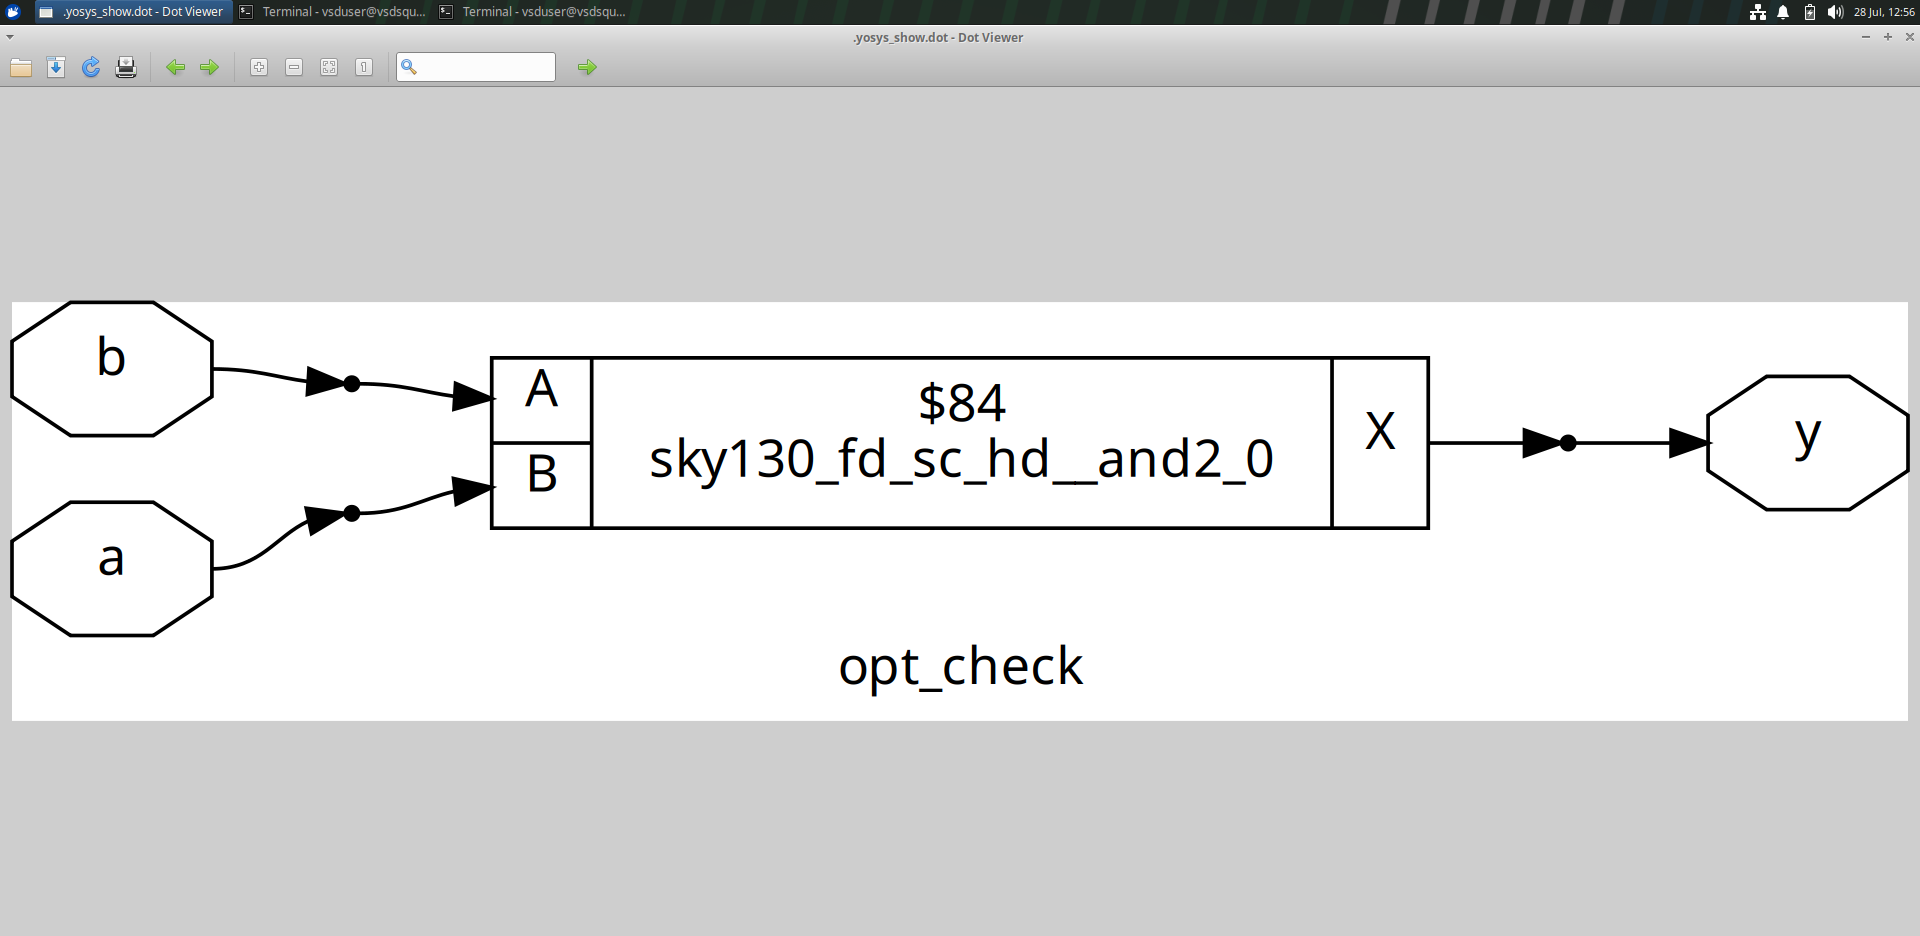 .yosys_show.dot - Dot Viewer
Terminal - vsduser@vsdsqu...
Terminal - vsduser@vsdsqu...
28 Jul, 12:56
.yosys_show.dot - Dot Viewer
b
a
A
B
$84
sky130_fd_sc_hd__and2_0
X
y
opt_check